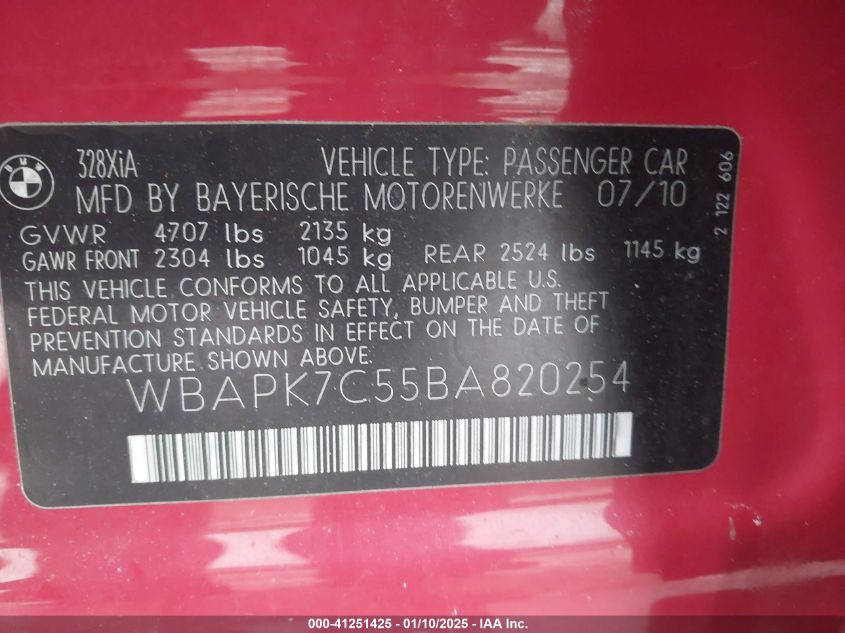 BMW
328XiA VEHICLE TYPE: PASSENGER CAR
MFD BY BAYERISCHE MOTORENWERKE 07/10
GVWR 4707 lbs 2135 kg
GAWR FRONT 2304 lbs 1045 kg REAR 2524 lbs 1145 kg
THIS VEHICLE CONFORMS TO ALL APPLICABLE U.S.
FEDERAL MOTOR VEHICLE SAFETY, BUMPER AND THEFT
PREVENTION STANDARDS IN EFFECT ON THE DATE OF
MANUFACTURE SHOWN ABOVE.
WBAPK7C55BA820254
2 122 606
000-41251425 - 01/10/2025 - IAA Inc.